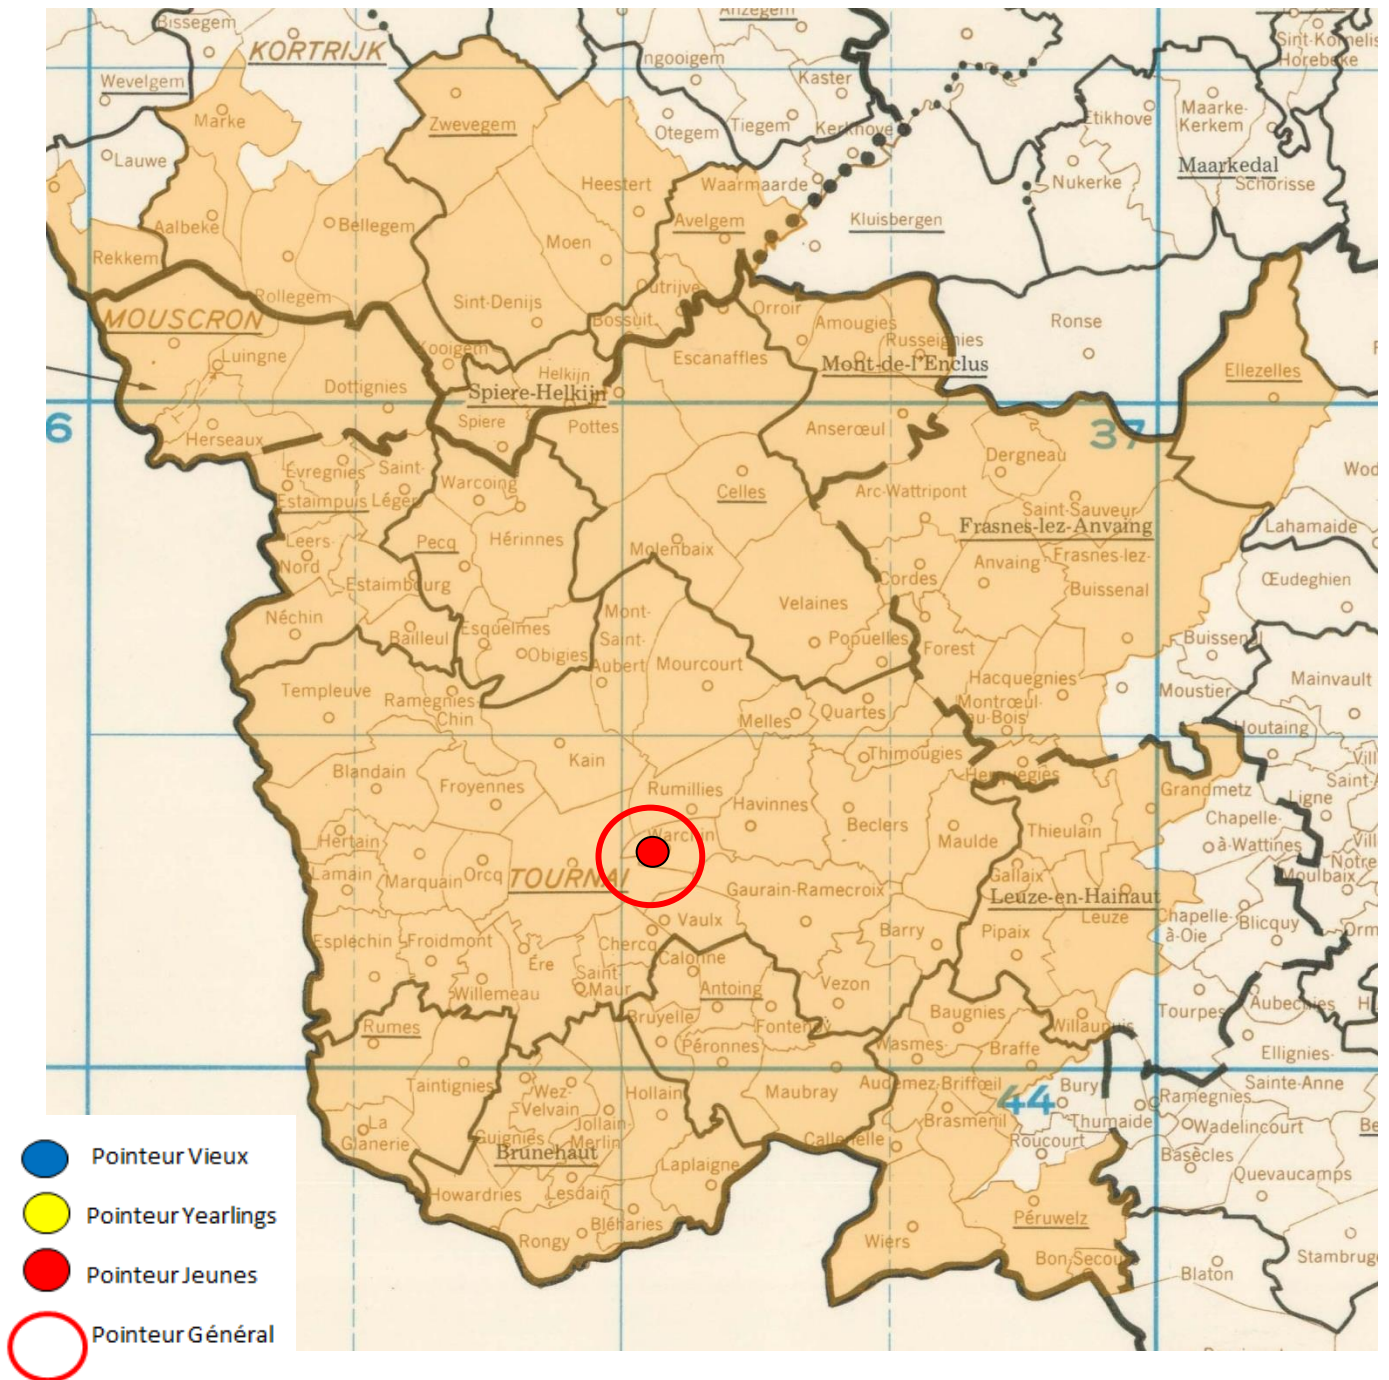 Bissegem
KORTRIJK
Anzegem
Ingooigem
Sint-Kornelis
Horebeke
Wevelgem
Kaster
Marke
Zwevegem
Otegem
Tiegem
Kerkhove
Etikhove
Maarke-
Kerkem
Lauwe
Maarkedal
Heestert
Waarmaarde
Nukerke
Schorisse
Aalbeke
Bellegem
Avelgem
Kluisbergen
Moen
Rekkem
Rollegem
Sint-Denijs
Outrijve
Bossuit
Orroir
Amougies
Russeignies
Ronse
MOUSCRON
Luingne
Kooigem
Helkijn
Escanaffles
Mont-de-l'Enclus
Ellezelles
Dottignies
Spiere-Helkijn
6
Herseaux
Spiere
Pottes
Anserœul
37
Évregnies
Saint-
Léger
Estaimpuis
Warcoing
Celles
Arc-Wattripont
Dergneau
Saint-Sauveur
Wod
Leers-
Nord
Pecq
Hérinnes
Molenbaix
Frasnes-lez-Anvaing
Lahamaide
Estaimbourg
Cordes
Anvaing
Frasnes-lez-
Buissenal
Œudeghien
Néchin
Bailleul
Esquelmes
Obigies
Mont-
Saint-
Aubert
Velaines
Popuelles
Forest
Buissenal
Templeuve
Ramegnies-
Chin
Mourcourt
Hacquegnies
Moustier
Mainvault
Melles
Quartes
Montrœul-
au-Bois
Houtaing
Blandain
Kain
Thimougies
Herquegies
Froyennes
Rumillies
Havinnes
Grandmetz
Ligne
Hertain
Warchin
Beclers
Maulde
Thieulain
Chapelle-
à-Wattines
Lamain
Marquain
Orcq
TOURNAI
Gaurain-Ramecroix
Gallaix
Leuze-en-Hainaut
Leuze
Moulbaix
Esplechin
Froidmont
Vaulx
Chercq
Barry
Pipaix
Chapelle-
à-Oie
Blicquy
Ère
Willemeau
Saint-
Maur
Calonne
Antoing
Vezon
Tourpes
Aubechies
Rumes
Bruyelle
Fontenoy
Baugnies
Willaupuis
Péronnes
Wasmes-
Audemez-Briffœil
Braffe
Ellignies-
Sainte-Anne
Taintignies
Wez-
Velvain
Hollain
Maubray
44
Bury
Ramegnies
La
Glanerie
Guignies
Jollain-
Merlin
Brasmenil
Thumaide
Wadelincourt
Brunehaut
Callenelle
Roucourt
Basècles
Howardries
Lesdain
Laplaigne
Quevaucamps
Rongy
Bléharies
Wiers
Péruwelz
Bon-Secours
Blaton
Stambruge
Pointeur Vieux
Pointeur Yearlings
Pointeur Jeunes
Pointeur Général